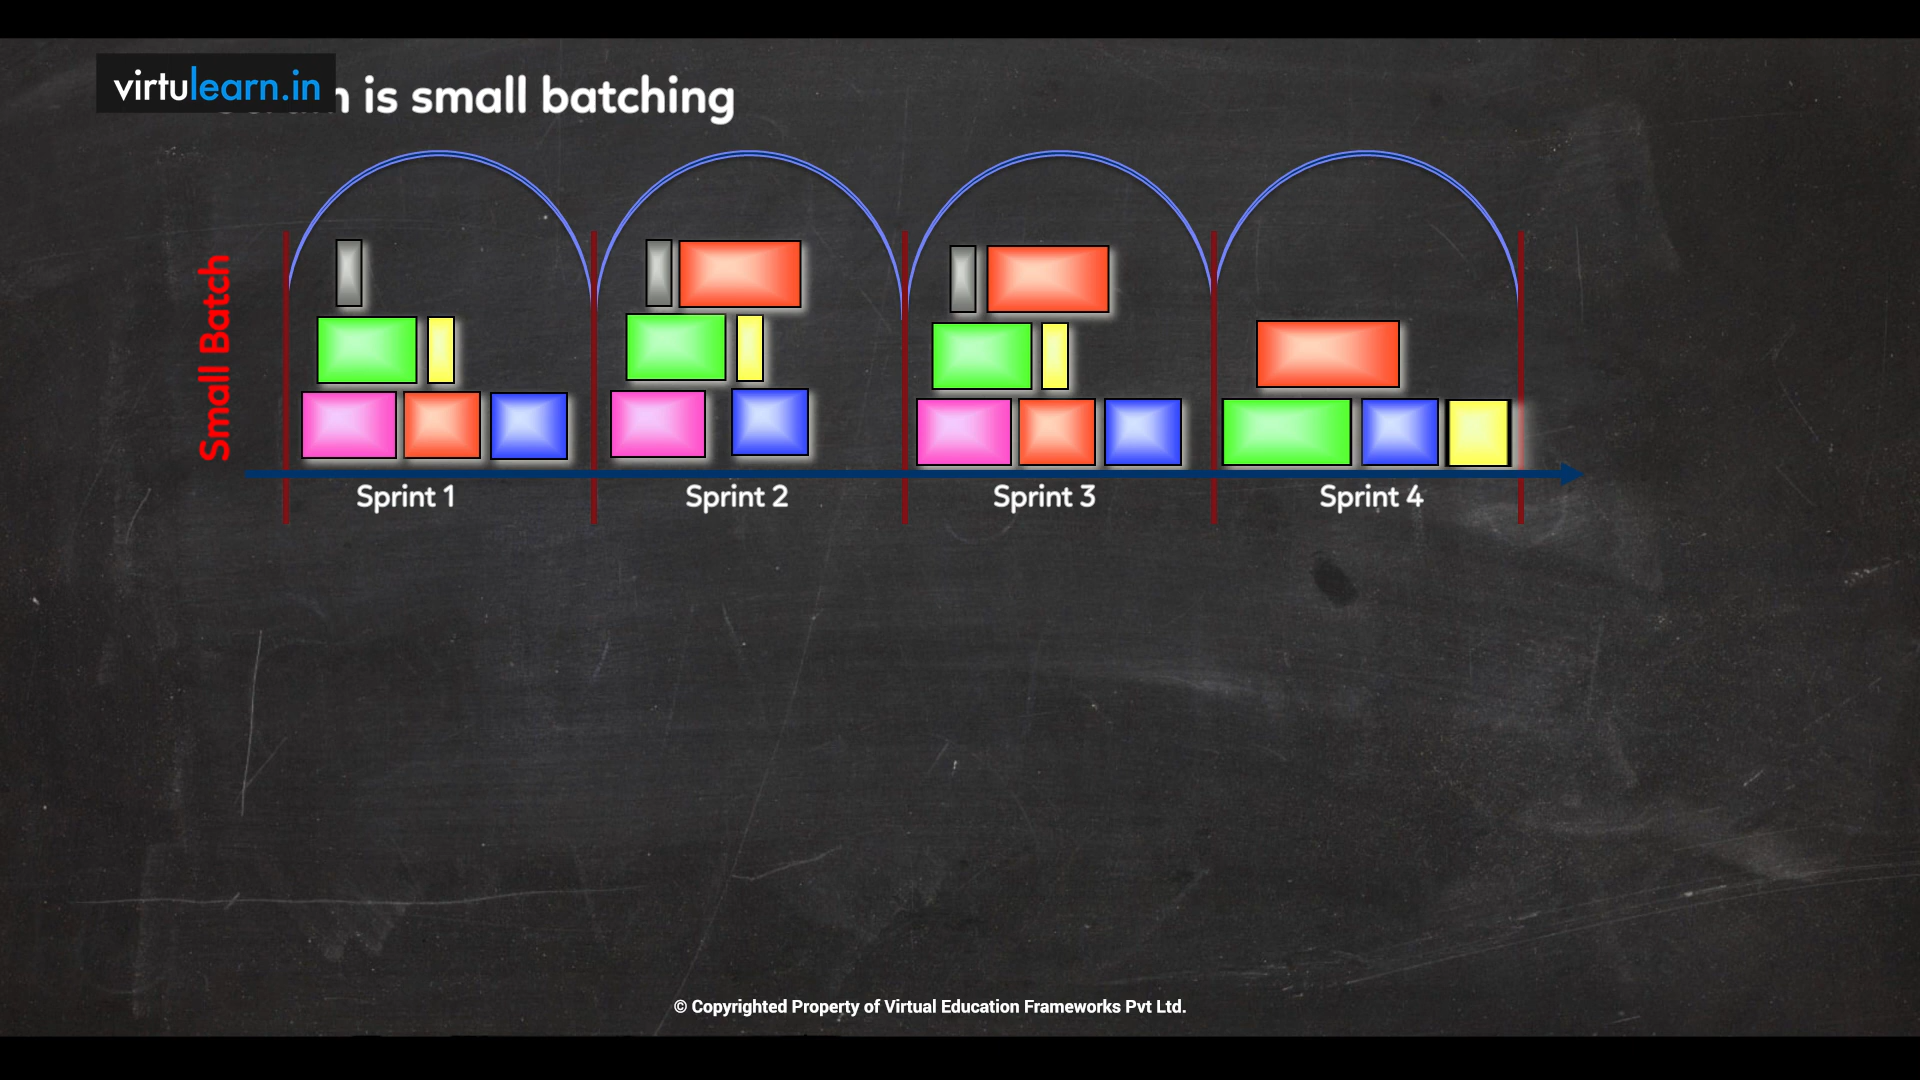 virtulearn.in
is small batching
Small Batch
Sprint 1
Sprint 2
Sprint 3
Sprint 4
© Copyrighted Property of Virtual Education Frameworks Pvt Ltd.